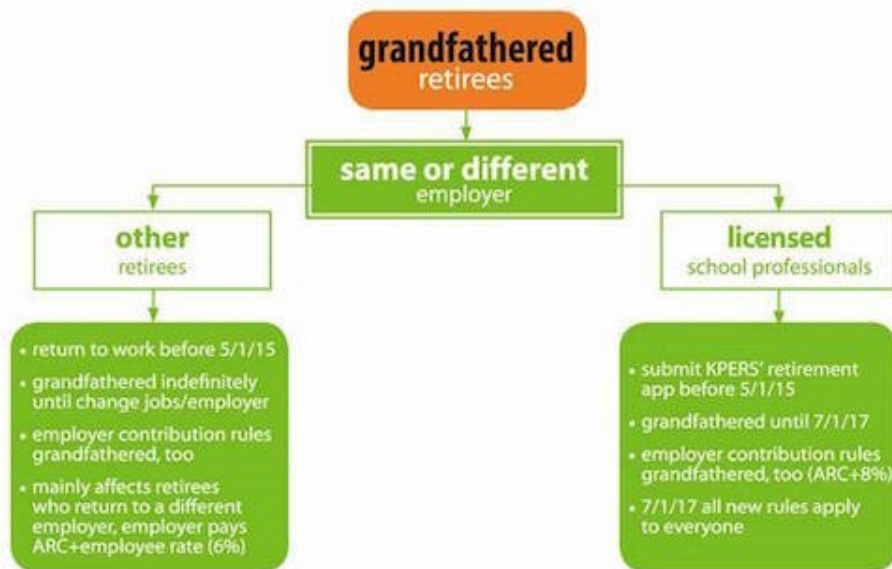 grandfathered
retirees
same or different
employer
other
retirees
licensed
school professionals
• return to work before 5/1/15
• grandfathered indefinitely
until change jobs/employer
• employer contribution rules
grandfathered, too
• mainly affects retirees
who return to a different
employer, employer pays
ARC+employee rate (6%)
• submit KPERS' retirement
app before 5/1/15
• grandfathered until 7/1/17
• employer contribution rules
grandfathered, too (ARC+8%)
• 7/1/17 all new rules apply
to everyone